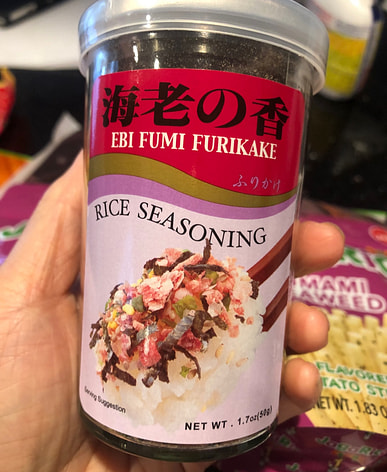 海老の香
EBI FUMI FURIKAKE
ふりかけ
RICE SEASONING
Serving Suggestion
NET WT. 1.7oz(50g)
MAMI
AWEED
FLAVORED
TATO ST
NET WT. 1.83 O